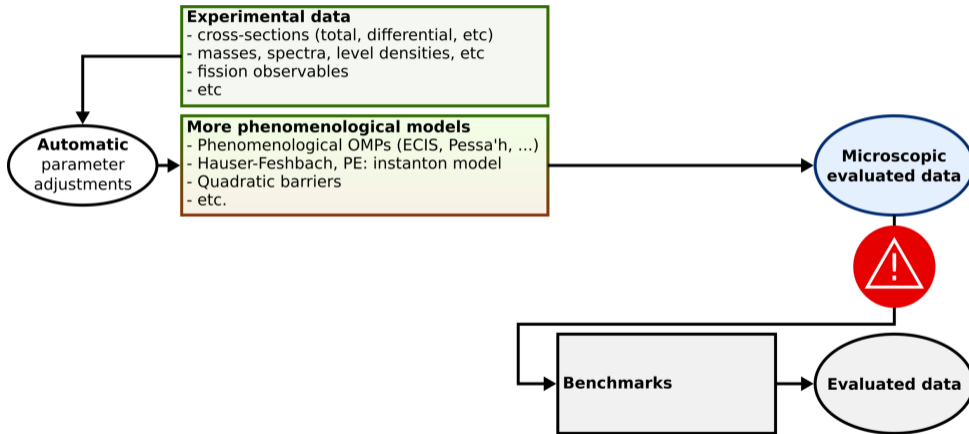 Experimental data
- cross-sections (total, differential, etc)
- masses, spectra, level densities, etc
- fission observables
- etc
Automatic
parameter
adjustments
More phenomenological models
- Phenomenological OMPs (ECIS, Pessa'h, ...)
- Hauser-Feshbach, PE: instanton model
- Quadratic barriers
- etc.
Microscopic
evaluated data
!
Benchmarks
Evaluated data